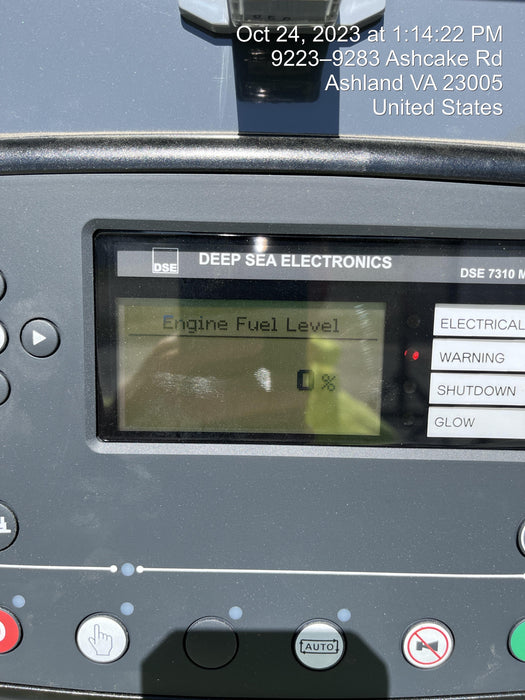 Oct 24, 2023 at 1:14:22 PM
9223–9283 Ashcake Rd
Ashland VA 23005
United States
DSE
DEEP SEA ELECTRONICS
DSE 7310 M
Engine Fuel Level
0 %
ELECTRICAL
WARNING
SHUTDOWN
GLOW
AUTO